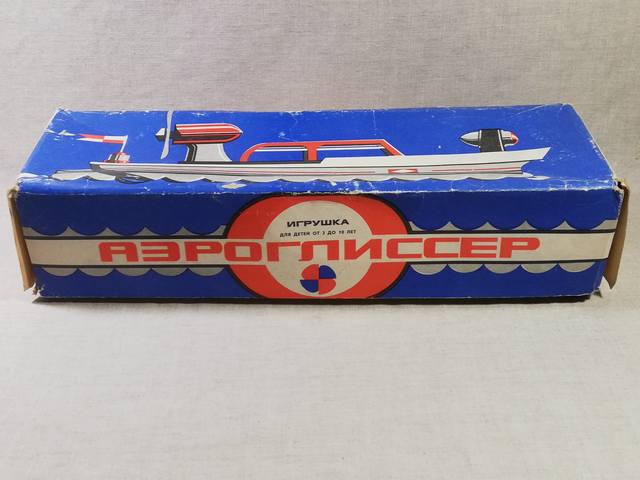 ИГРУШКА
ДЛЯ ДЕТЕЙ ОТ 3 ДО 10 ЛЕТ
АЭРОГЛИССЕР